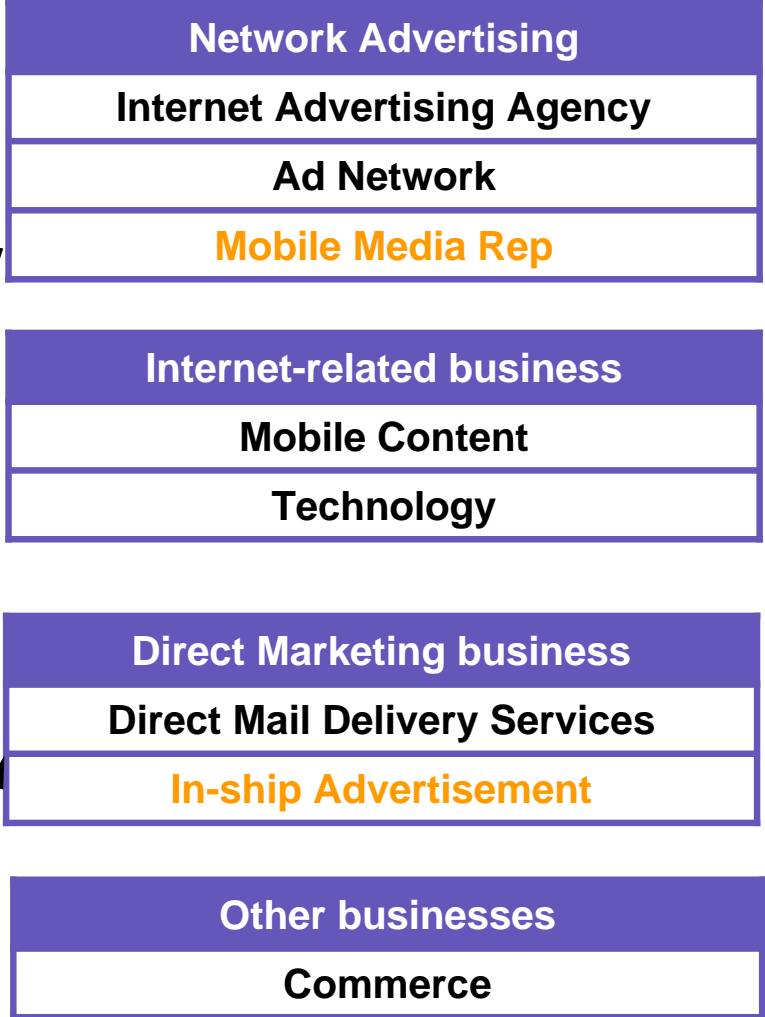 Network Advertising
Internet Advertising Agency
Ad Network
Mobile Media Rep
Internet-related business
Mobile Content
Technology
Direct Marketing business
Direct Mail Delivery Services
In-ship Advertisement
Other businesses
Commerce